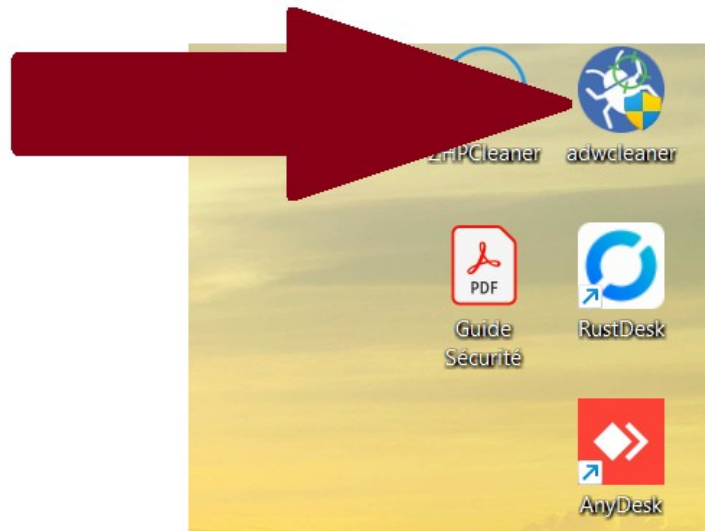 ZHPCleaner
adwcleaner
PDF
Guide
Sécurité
RustDesk
AnyDesk